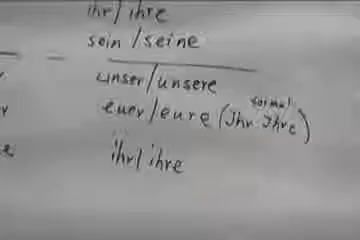 ihr/ihre
sein/seine
unser/unsere
formal
euer/eure (Ihr Ihre)
ihr/ihre